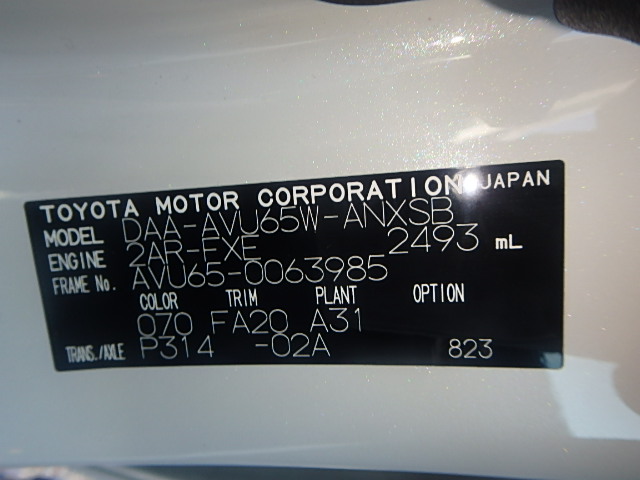 TOYOTA MOTOR CORPORATION JAPAN
MODEL DAA-AVU65W-ANXSB
ENGINE 2AR-FXE 2493 mL
FRAME No. AVU65-0063985
COLOR TRIM PLANT OPTION
070 FA20 A31
TRANS./AXLE P314 -02A 823